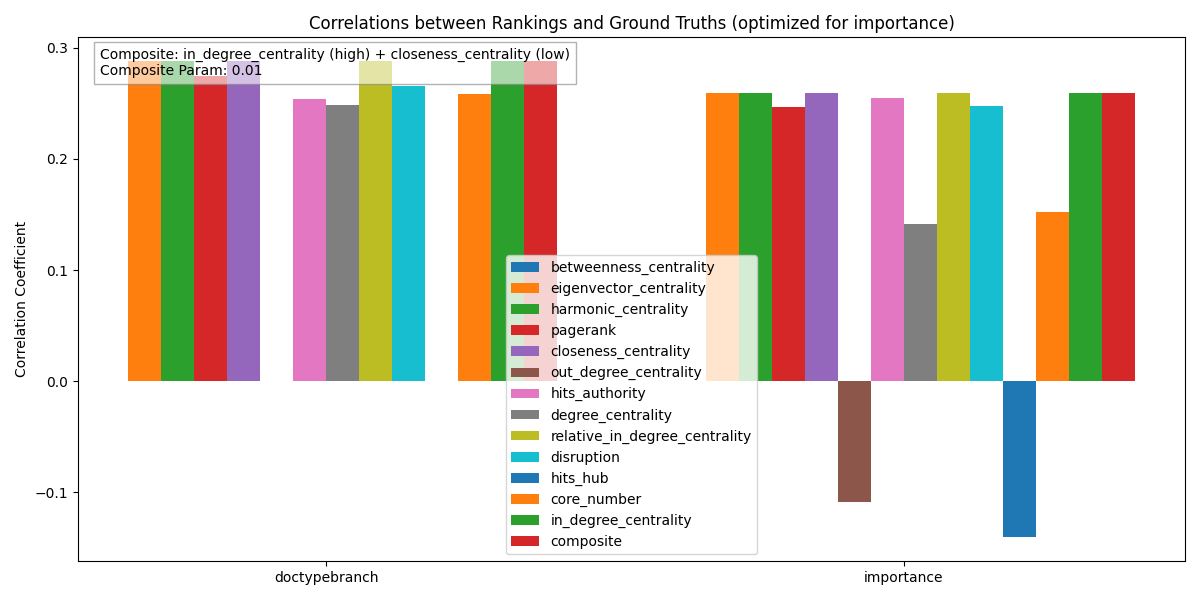 Correlations between Rankings and Ground Truths (optimized for importance)
Composite: in_degree_centrality (high) + closeness_centrality (low)
Composite Param: 0.01
Correlation Coefficient
0.3
0.2
0.1
0.0
−0.1
betweenness_centrality
eigenvector_centrality
harmonic_centrality
pagerank
closeness_centrality
out_degree_centrality
hits_authority
degree_centrality
relative_in_degree_centrality
disruption
hits_hub
core_number
in_degree_centrality
composite
doctypebranch
importance